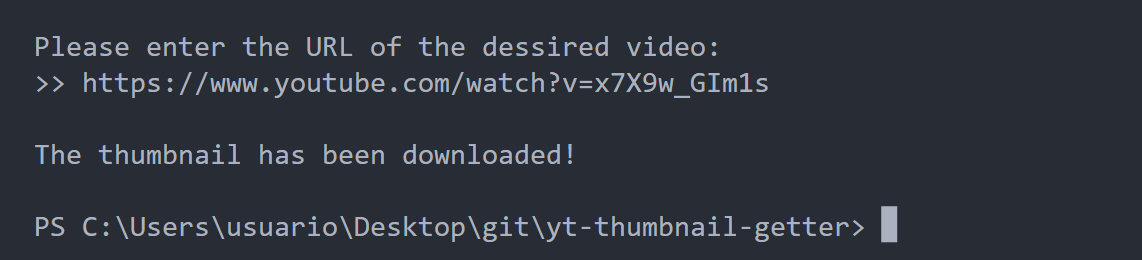 Please enter the URL of the dessired video:
>> https://www.youtube.com/watch?v=x7X9w_GIm1s
The thumbnail has been downloaded!
PS C:\Users\usuario\Desktop\git\yt-thumbnail-getter>